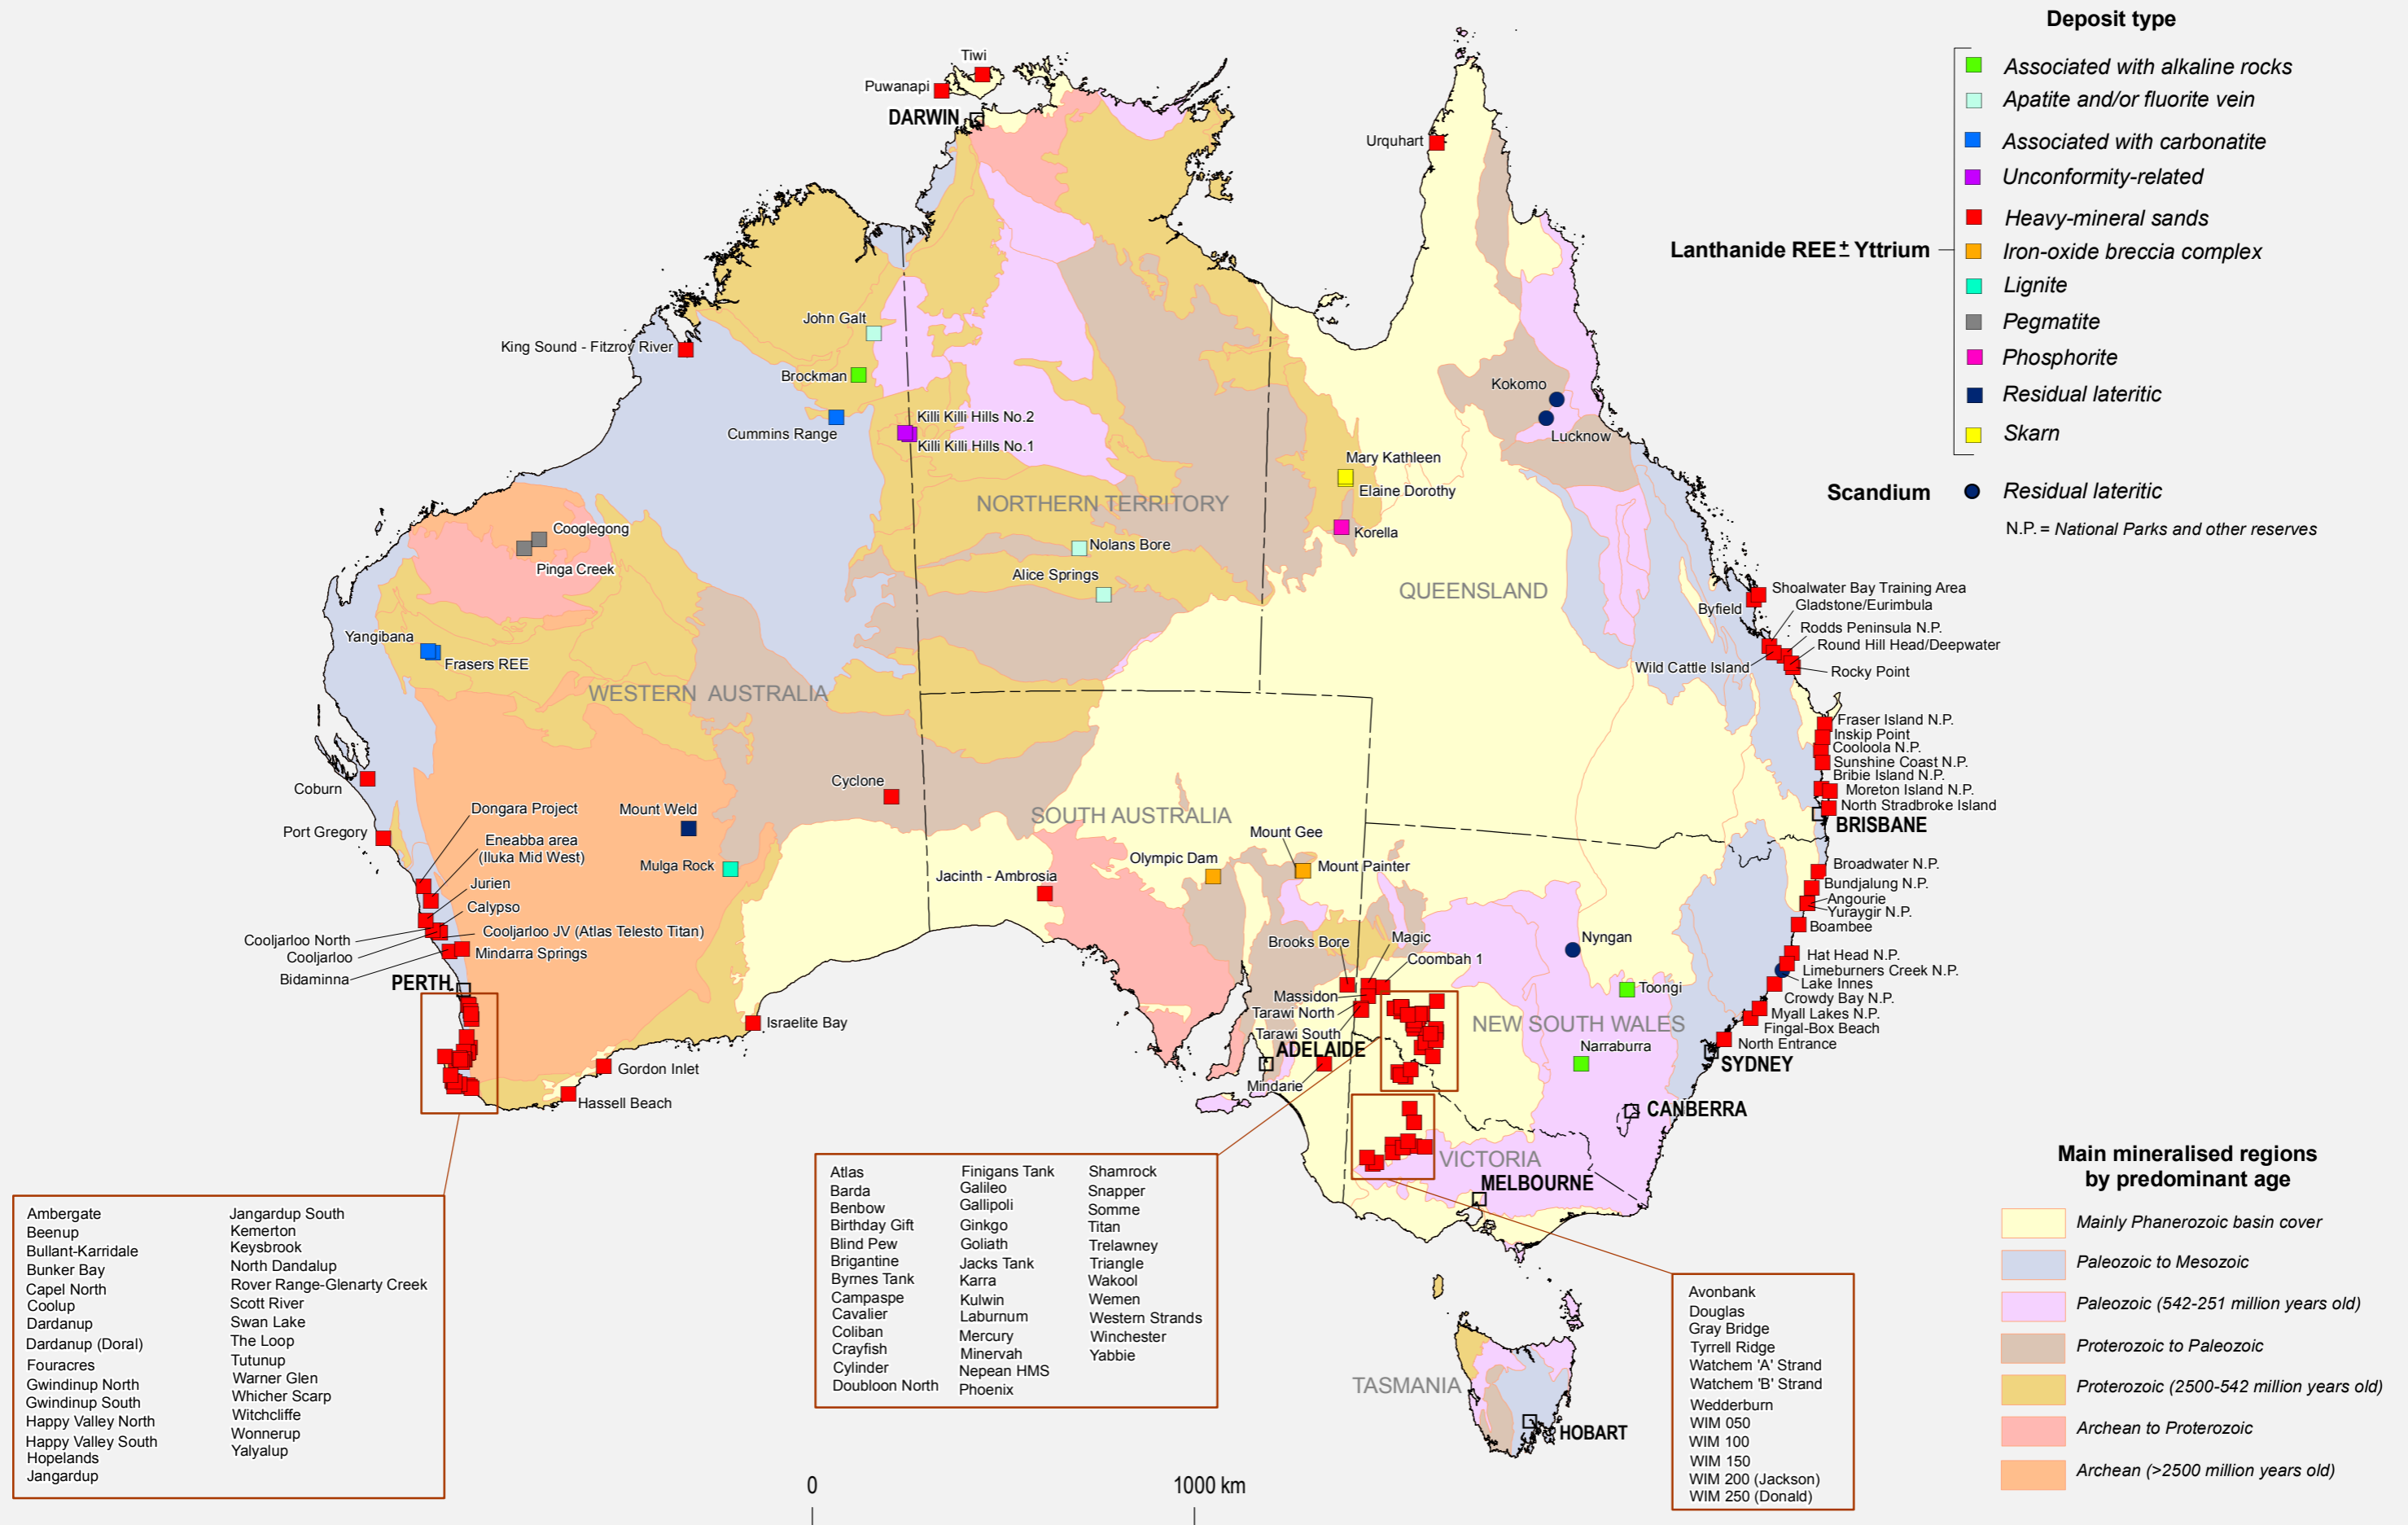 Deposit type
Associated with alkaline rocks
Apatite and/or fluorite vein
Associated with carbonatite
Unconformity-related
Heavy-mineral sands
Lanthanide REE ± Yttrium
Iron-oxide breccia complex
Lignite
Pegmatite
Phosphorite
Residual lateritic
Skarn
Scandium
Residual lateritic
N.P. = National Parks and other reserves
Tiwi
Puwanapi
DARWIN
Urquhart
John Galt
King Sound - Fitzroy River
Brockman
Cummins Range
Killi Killi Hills No.2
Killi Killi Hills No.1
Kokomo
Lucknow
Mary Kathleen
Elaine Dorothy
Korella
NORTHERN TERRITORY
Cooglegong
Pinga Creek
Nolans Bore
Alice Springs
QUEENSLAND
Shoalwater Bay Training Area
Byfield
Gladstone/Eurimbula
Rodds Peninsula N.P.
Round Hill Head/Deepwater
Wild Cattle Island
Rocky Point
Yangibana
Frasers REE
WESTERN AUSTRALIA
Fraser Island N.P.
Inskip Point
Cooloola N.P.
Sunshine Coast N.P.
Bribie Island N.P.
Moreton Island N.P.
North Stradbroke Island
BRISBANE
Coburn
Cyclone
Port Gregory
Dongara Project
Mount Weld
Eneabba area
(Iluka Mid West)
SOUTH AUSTRALIA
Mount Gee
Olympic Dam
Mount Painter
Mulga Rock
Jacinth - Ambrosia
Jurien
Calypso
Cooljarloo North
Cooljarloo JV (Atlas Telesto Titan)
Cooljarloo
Mindarra Springs
Bidaminna
PERTH
Broadwater N.P.
Bundjalung N.P.
Angourie
Yuraygir N.P.
Boambee
Hat Head N.P.
Limeburners Creek N.P.
Lake Innes
Crowdy Bay N.P.
Myall Lakes N.P.
Fingal-Box Beach
North Entrance
SYDNEY
Brooks Bore
Magic
Coombah 1
Nyngan
Massidon
Tarawi North
Tarawi South
Toongi
NEW SOUTH WALES
Narraburra
ADELAIDE
Mindarie
CANBERRA
Israelite Bay
Gordon Inlet
Hassell Beach
VICTORIA
MELBOURNE
TASMANIA
HOBART
Ambergate
Beenup
Bullant-Karridale
Bunker Bay
Capel North
Coolup
Dardanup
Dardanup (Doral)
Fouracres
Gwindinup North
Gwindinup South
Happy Valley North
Happy Valley South
Hopelands
Jangardup
Jangardup South
Kemerton
Keysbrook
North Dandalup
Rover Range-Glenarty Creek
Scott River
Swan Lake
The Loop
Tutunup
Warner Glen
Whicher Scarp
Witchcliffe
Wonnerup
Yalyalup
Atlas
Barda
Benbow
Birthday Gift
Blind Pew
Brigantine
Byrnes Tank
Campaspe
Cavalier
Coliban
Crayfish
Cylinder
Doubloon North
Finigans Tank
Galileo
Gallipoli
Ginkgo
Goliath
Jacks Tank
Karra
Kulwin
Laburnum
Mercury
Minervah
Nepean HMS
Phoenix
Shamrock
Snapper
Somme
Titan
Trelawney
Triangle
Wakool
Wemen
Western Strands
Winchester
Yabbie
Avonbank
Douglas
Gray Bridge
Tyrrell Ridge
Watchem 'A' Strand
Watchem 'B' Strand
Wedderburn
WIM 050
WIM 100
WIM 150
WIM 200 (Jackson)
WIM 250 (Donald)
Main mineralised regions
by predominant age
Mainly Phanerozoic basin cover
Paleozoic to Mesozoic
Paleozoic (542-251 million years old)
Proterozoic to Paleozoic
Proterozoic (2500-542 million years old)
Archean to Proterozoic
Archean (>2500 million years old)
0
1000 km